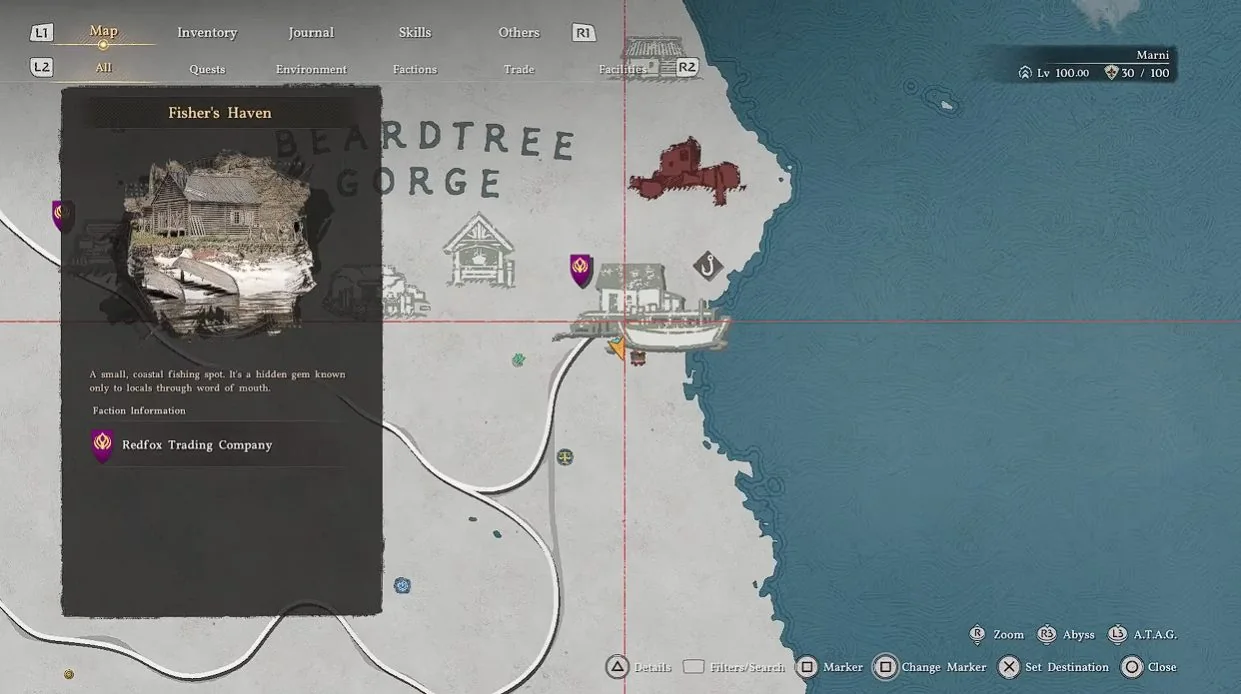 L1 Map Inventory Journal Skills Others R1
L2 All Quests Environment Factions Trade Facilities R2
Marni
Lv 100.00 30 / 100
Fisher's Haven
BEARDTREE
GORGE
A small, coastal fishing spot. It's a hidden gem known
only to locals through word of mouth.
Faction Information
Redfox Trading Company
R Zoom R3 Abyss L3 A.T.A.G.
Details Filters/Search Marker Change Marker Set Destination Close